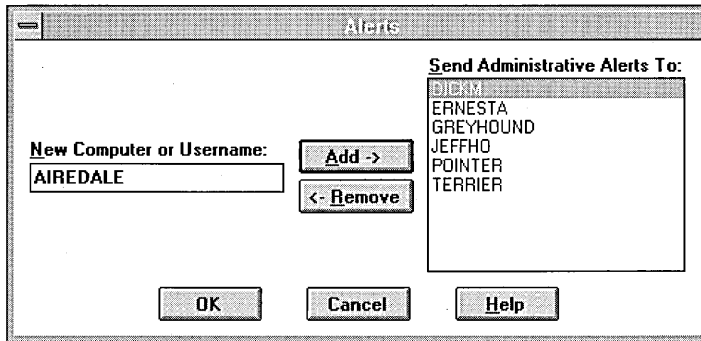 Alerts
Send Administrative Alerts To:
DICKM
ERNESTA
GREYHOUND
JEFFHO
POINTER
TERRIER
New Computer or Username:
AIREDALE
Add ->
<- Remove
OK
Cancel
Help